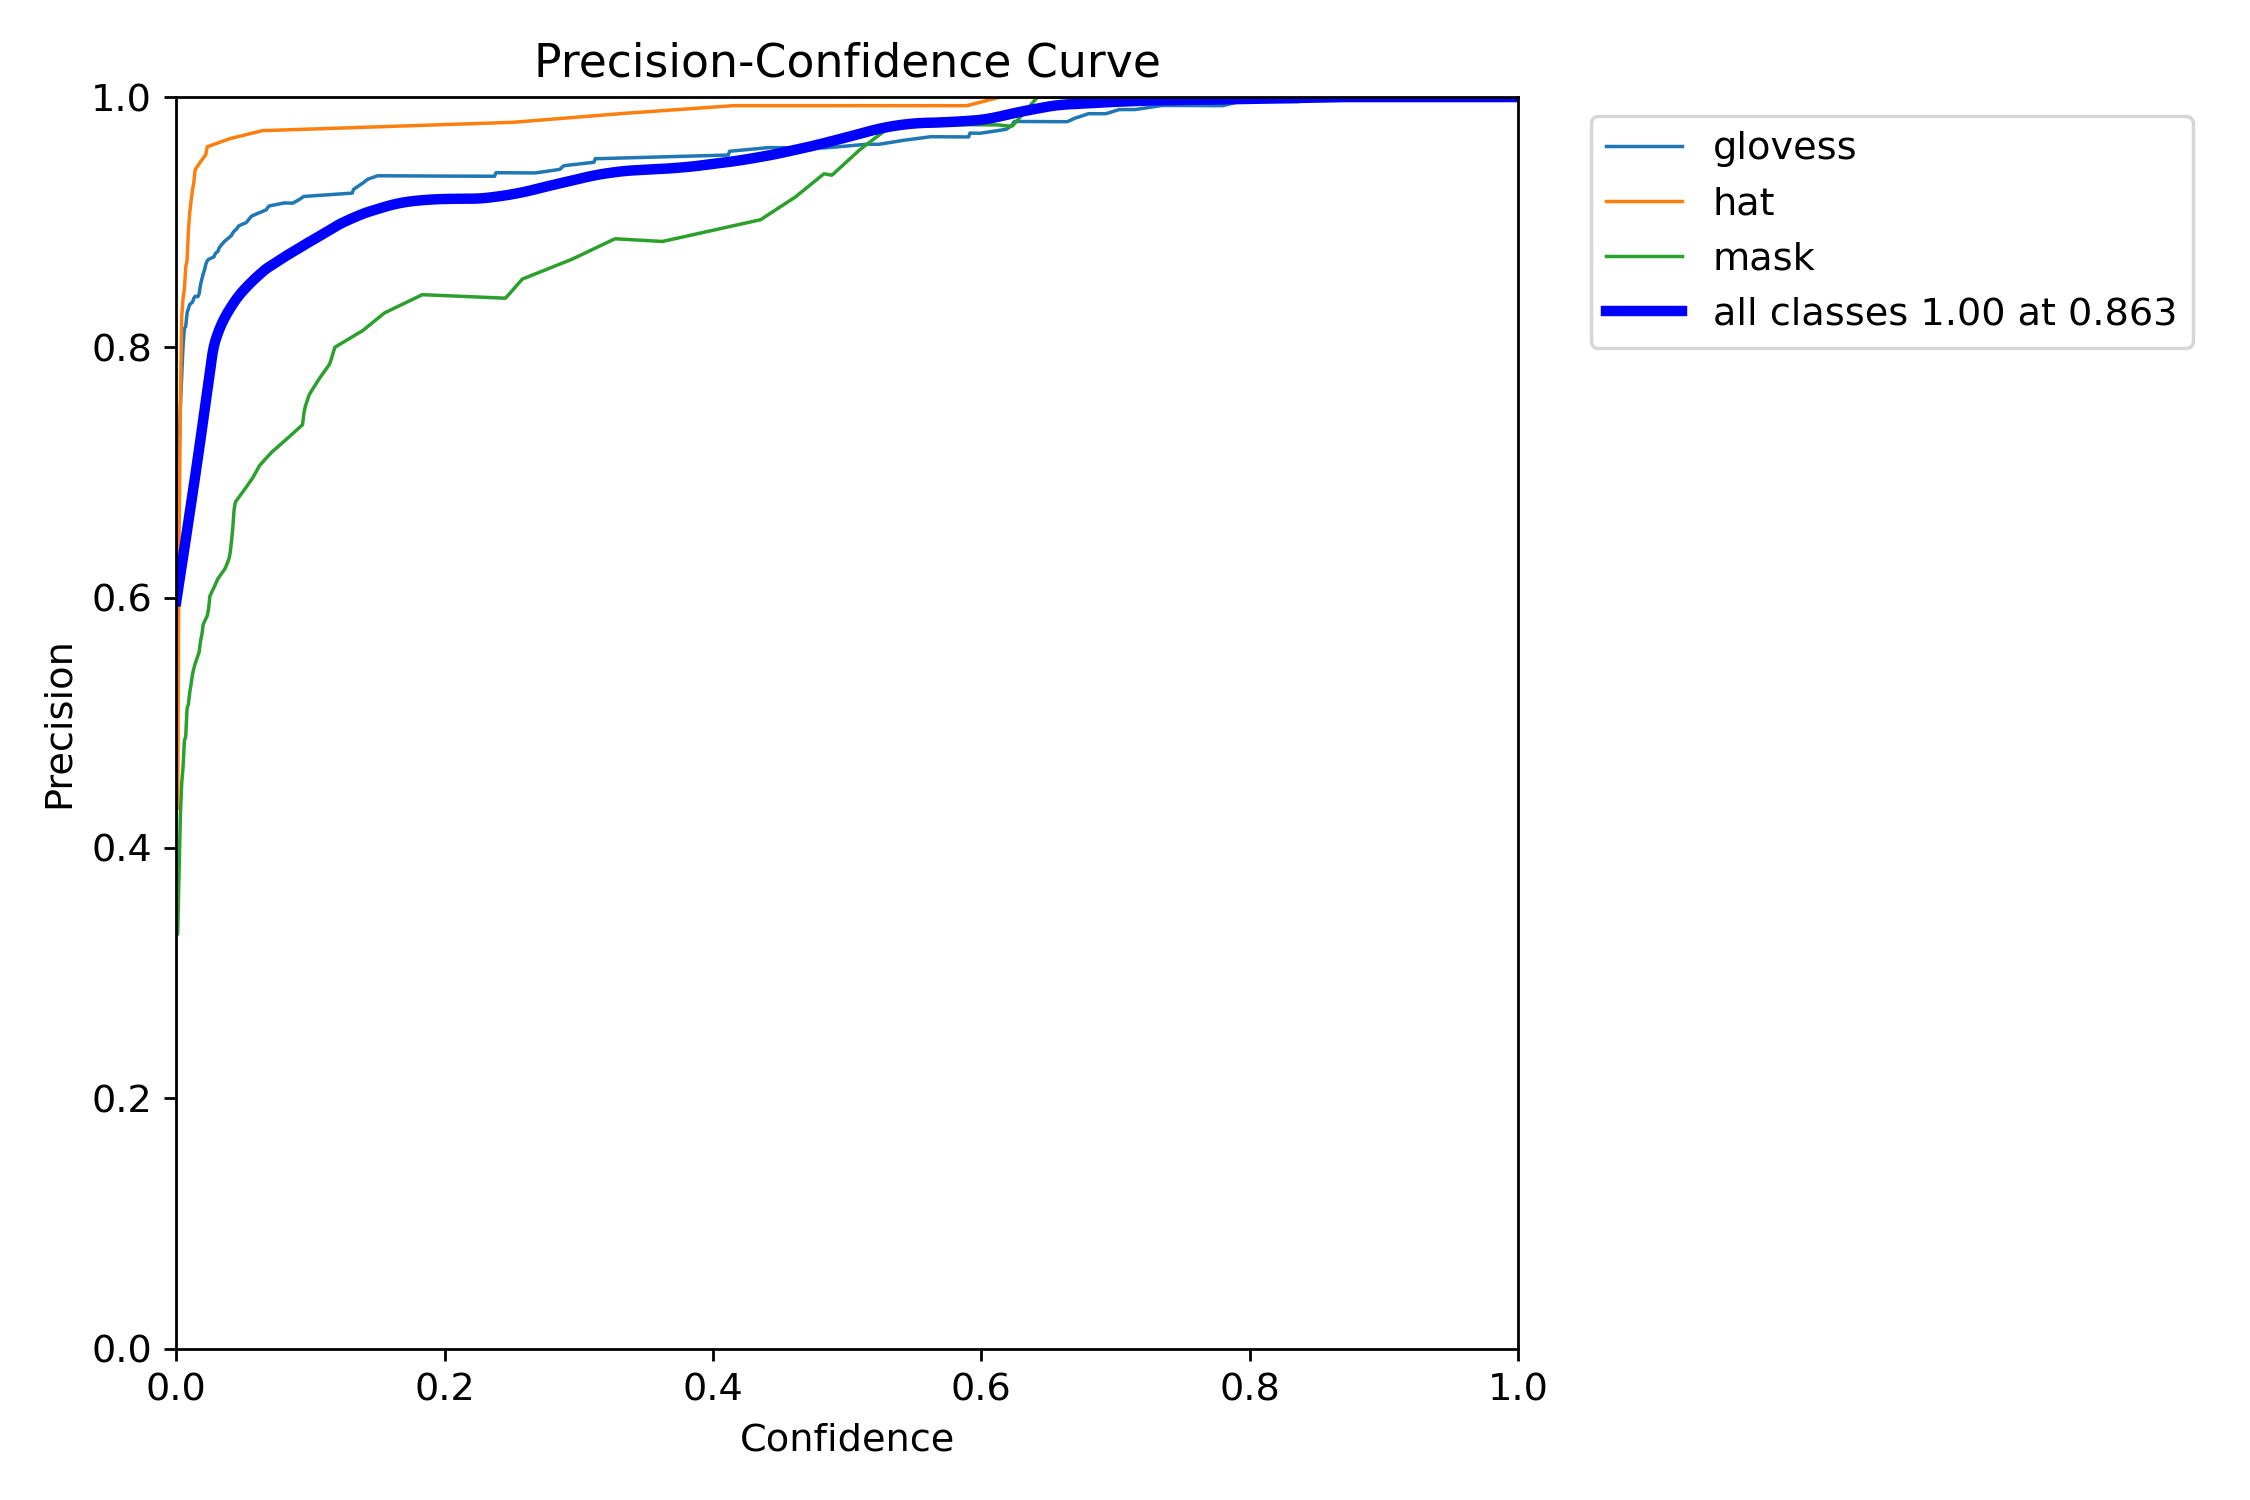 Precision-Confidence Curve
1.0
0.8
0.6
0.4
0.2
0.0
Precision
0.0 0.2 0.4 0.6 0.8 1.0
Confidence
glovess
hat
mask
all classes 1.00 at 0.863